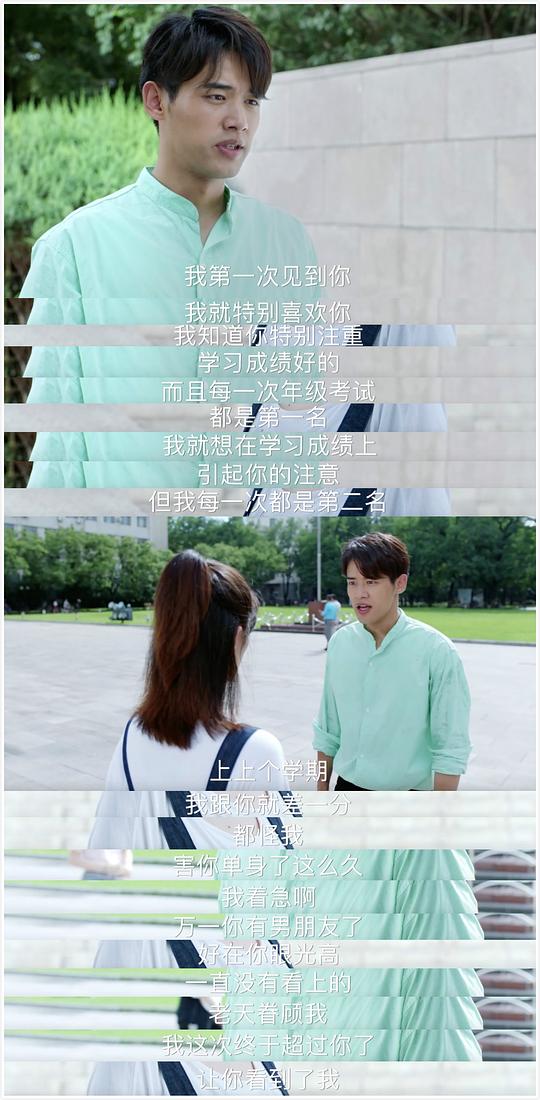 我第一次见到你
我就特别喜欢你
我知道你特别注重
学习成绩好的
而且每一次年级考试
都是第一名
我就想在学习成绩上
引起你的注意
但我每一次都是第二名
上上个学期
我跟你就差一分
都怪我
害你单身了这么久
我着急啊
万一你有男朋友了
好在你眼光高
一直没有看上的
老天眷顾我
我这次终于超过你了
让你看到了我